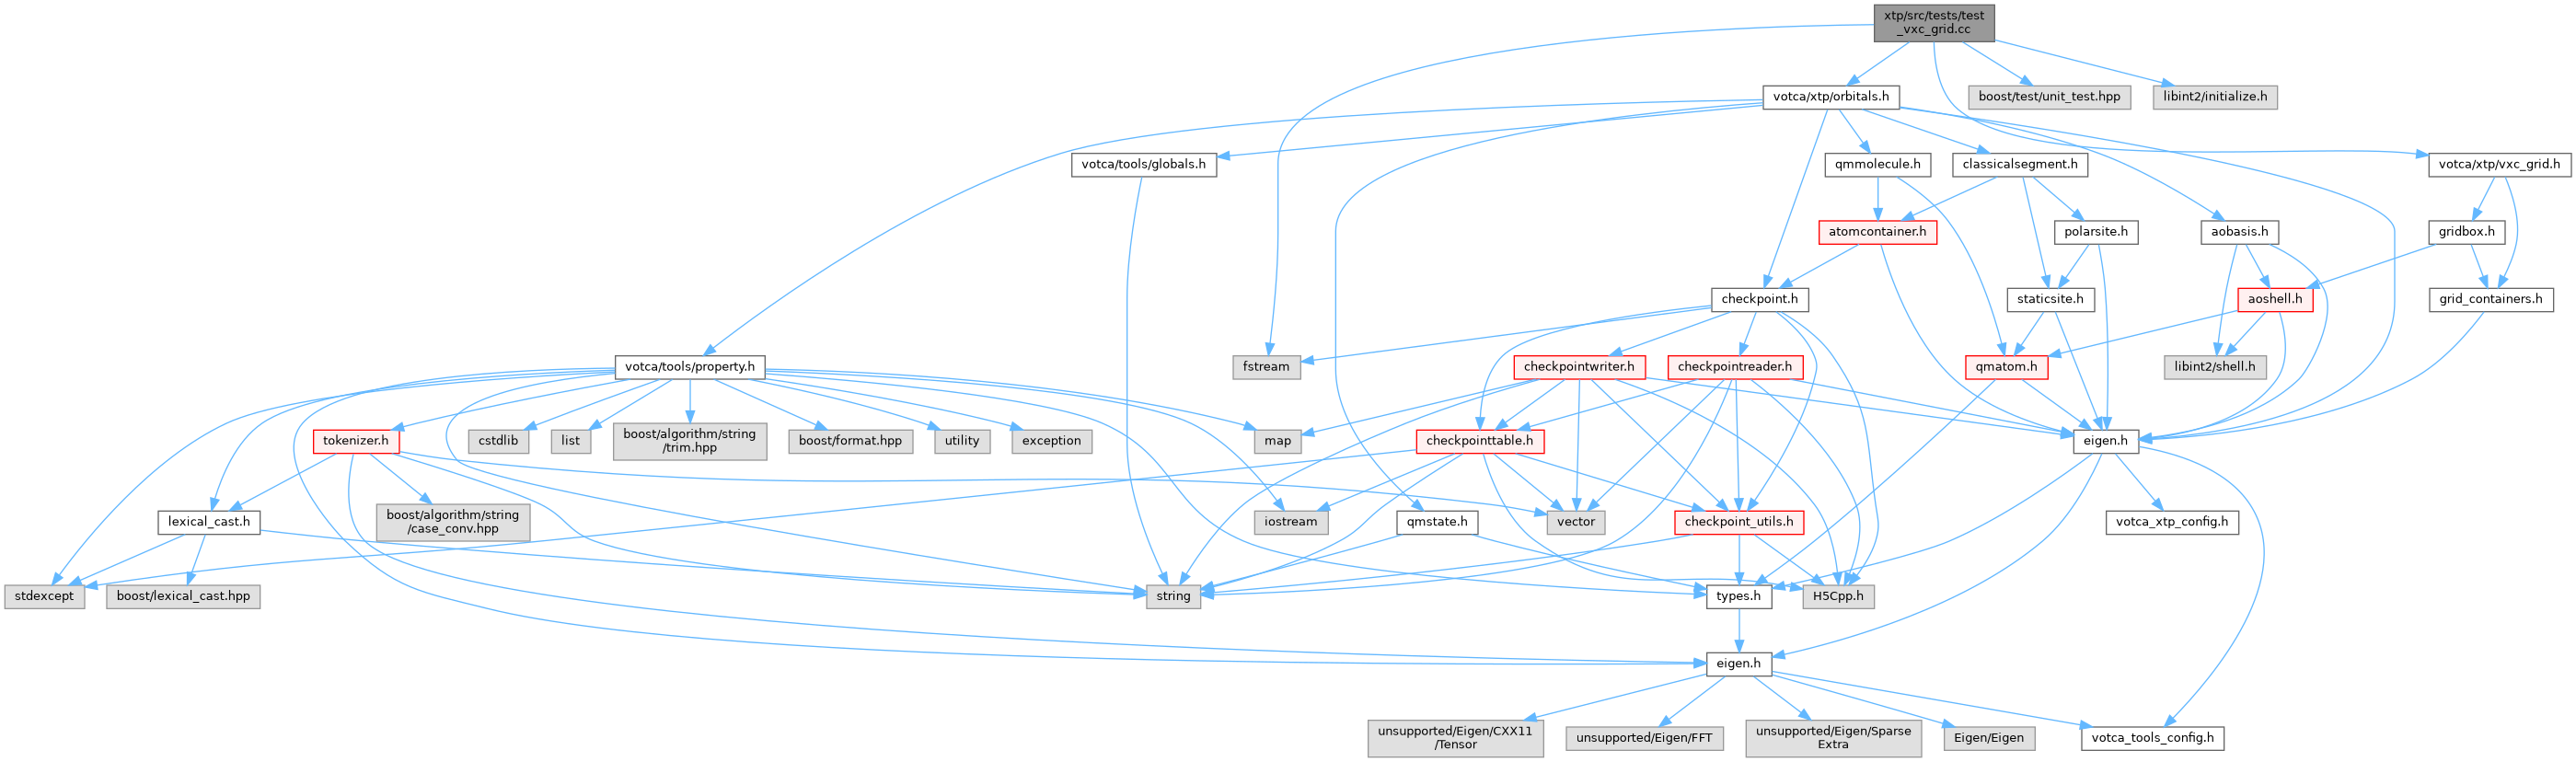 xtp/src/tests/test
_vxc_grid.cc
votca/xtp/orbitals.h
boost/test/unit_test.hpp
libint2/initialize.h
votca/tools/globals.h
qmmolecule.h
classicalsegment.h
votca/xtp/vxc_grid.h
atomcontainer.h
polarsite.h
aobasis.h
gridbox.h
checkpoint.h
staticsite.h
aoshell.h
grid_containers.h
fstream
votca/tools/property.h
checkpointwriter.h
checkpointreader.h
qmatom.h
libint2/shell.h
tokenizer.h
cstdlib
list
boost/algorithm/string
/trim.hpp
boost/format.hpp
utility
exception
map
checkpointtable.h
eigen.h
lexical_cast.h
boost/algorithm/string
/case_conv.hpp
iostream
qmstate.h
vector
checkpoint_utils.h
votca_xtp_config.h
stdexcept
boost/lexical_cast.hpp
string
types.h
H5Cpp.h
eigen.h
unsupported/Eigen/CXX11
/Tensor
unsupported/Eigen/FFT
unsupported/Eigen/Sparse
Extra
Eigen/Eigen
votca_tools_config.h